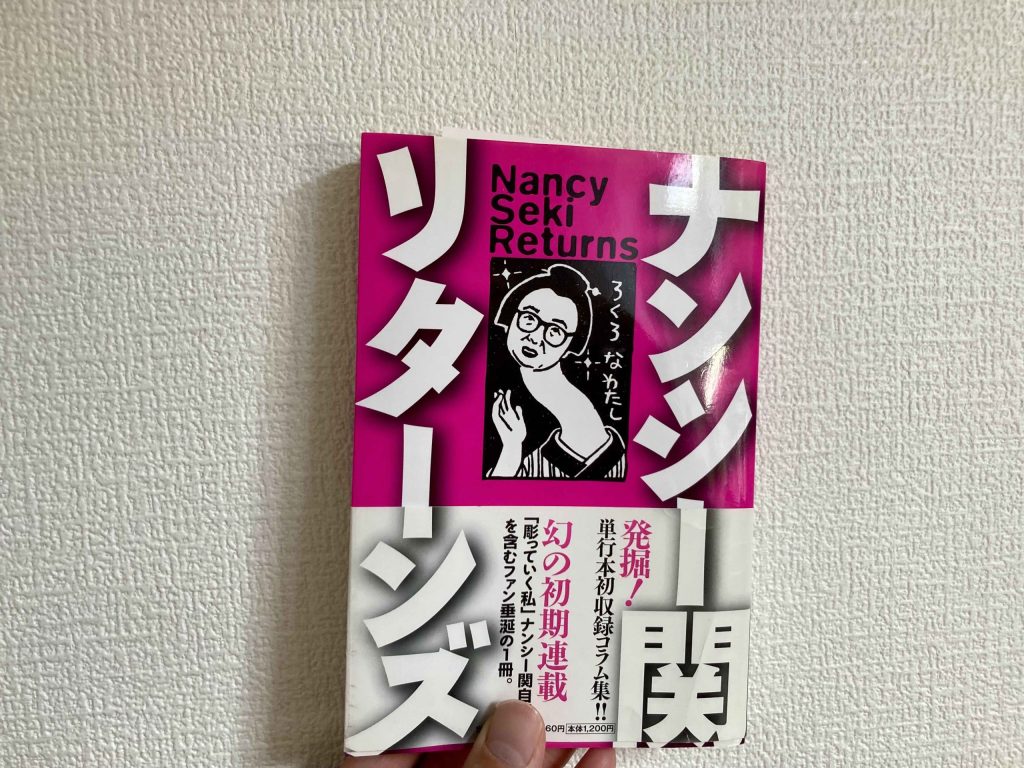 ナンシー関
リターンズ
Nancy
Seki
Returns
ろくろ なわたし
発掘!
単行本初収録コラム集!!
幻の初期連載
「彫っていく私」ナンシー関自
を含むファン垂涎の1冊。
60円 本体1,200円